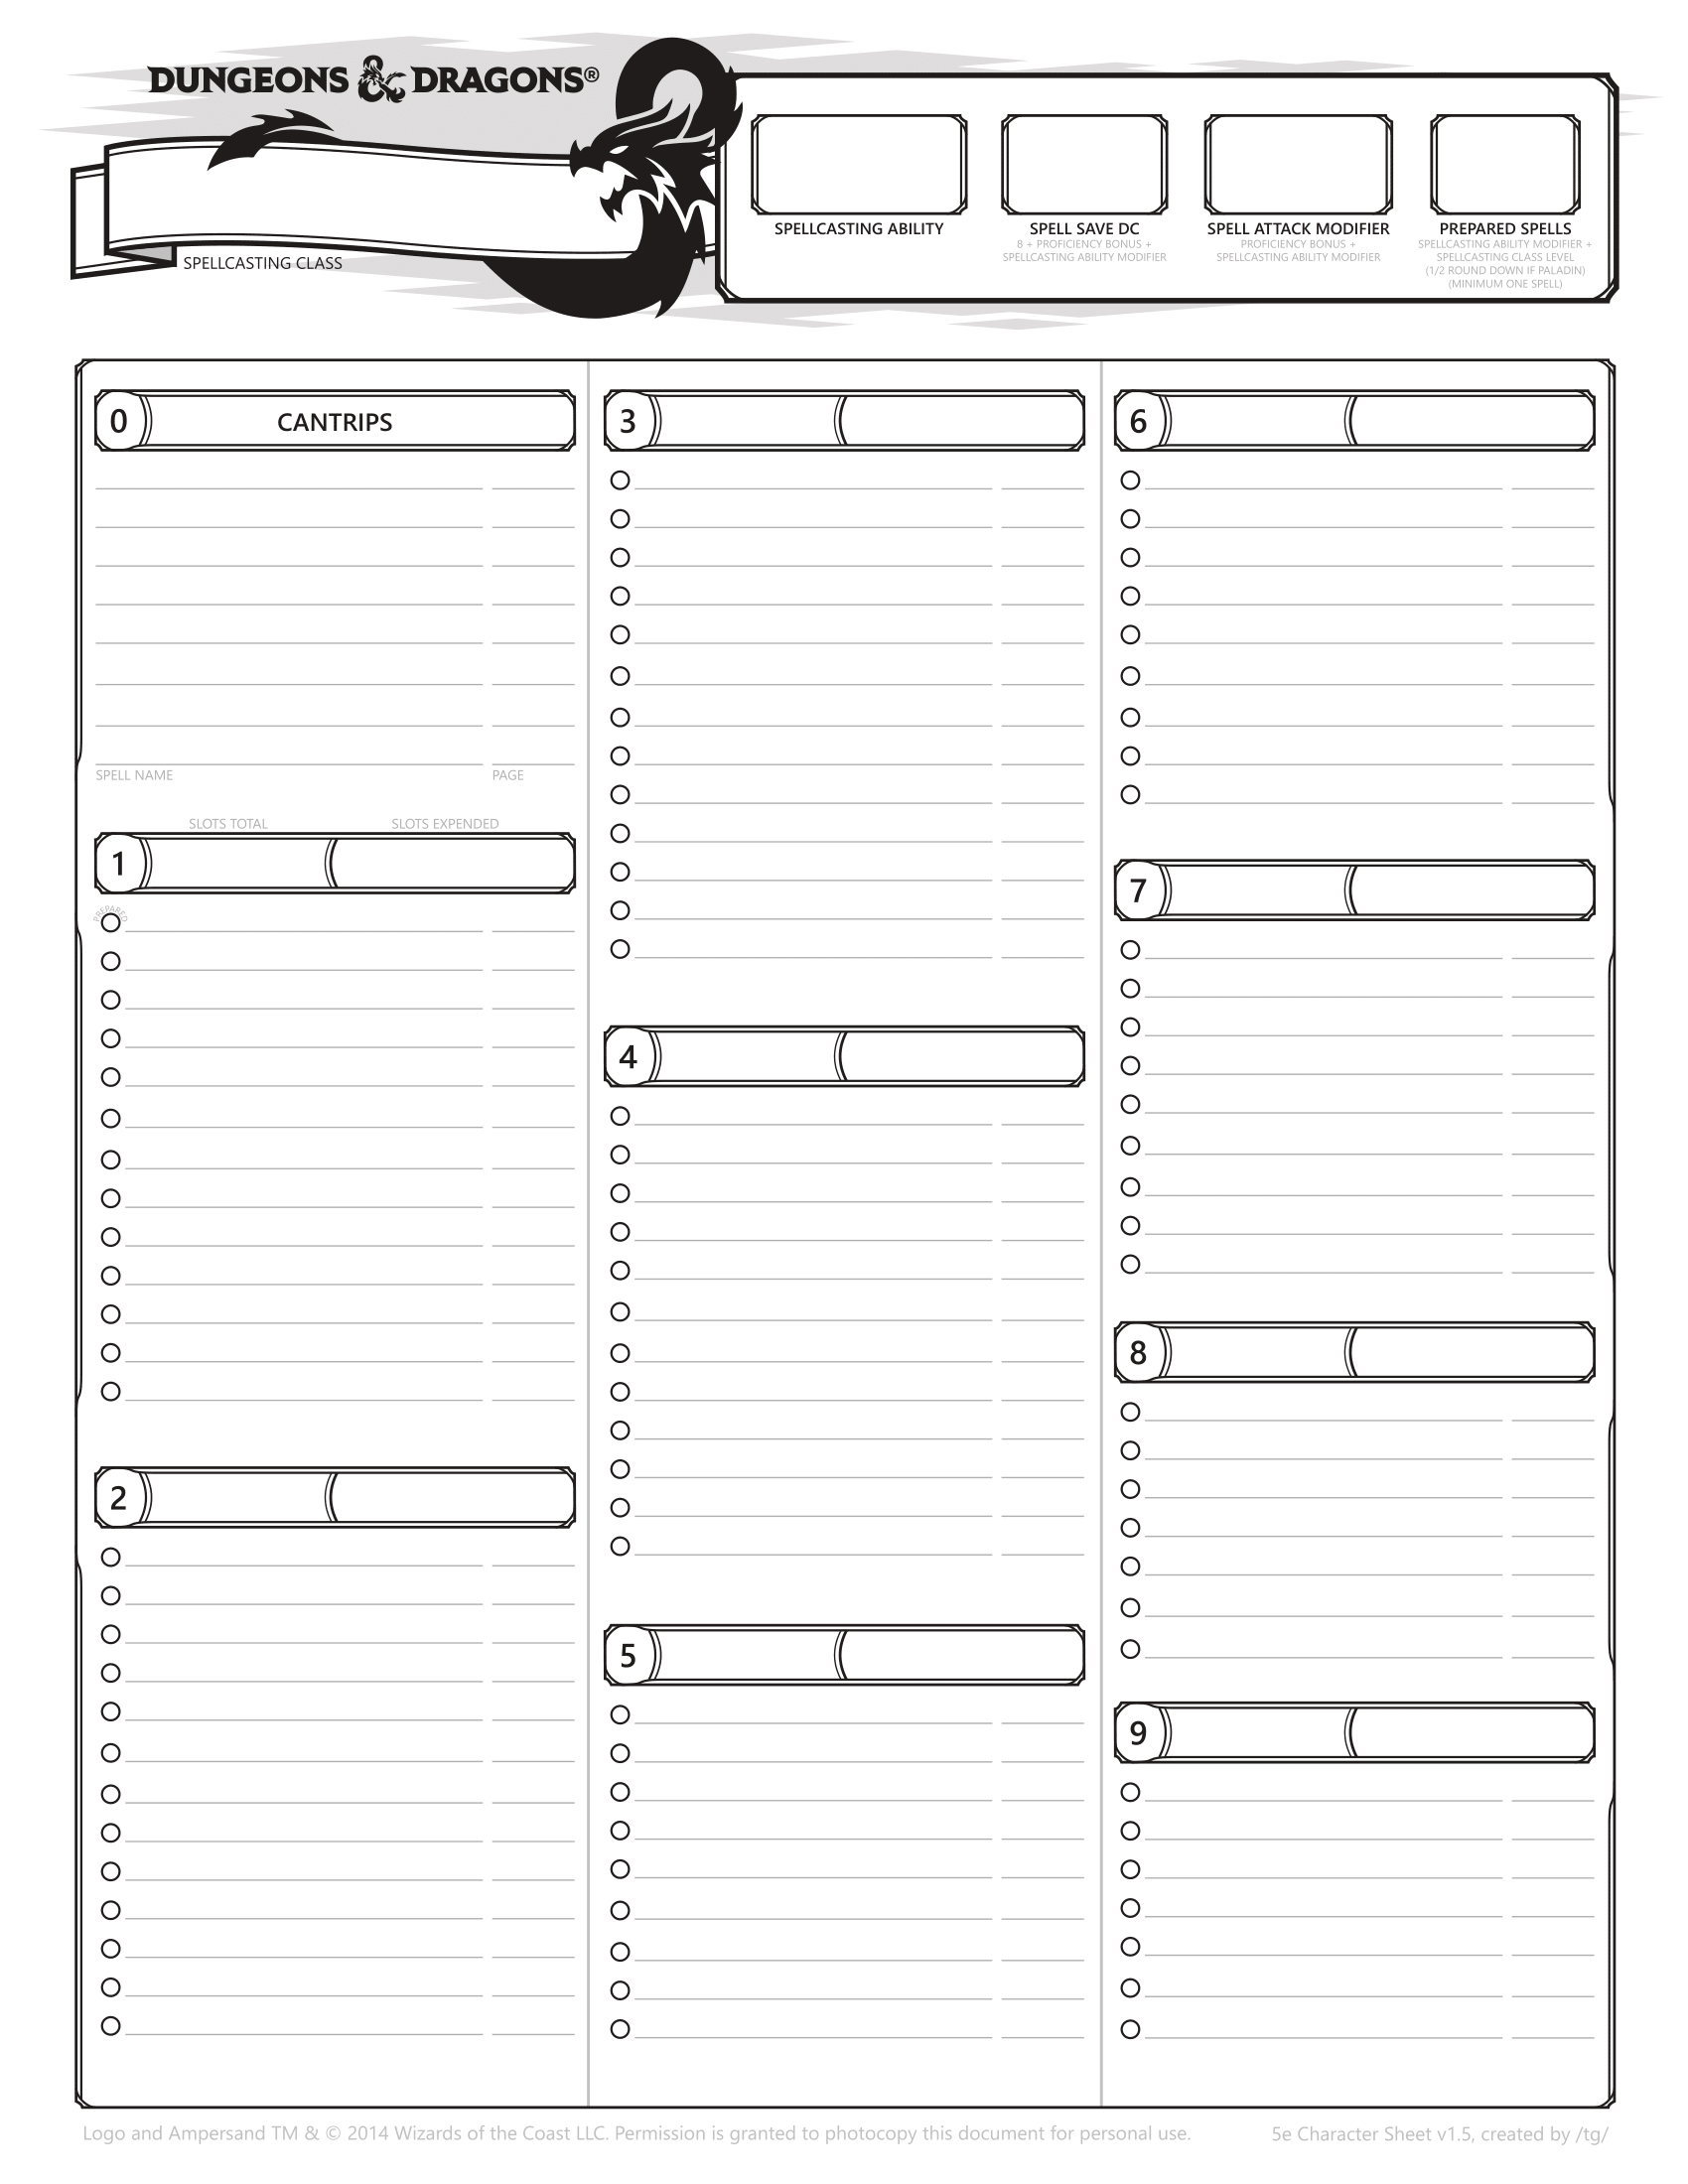 DUNGEONS & DRAGONS®
SPELLCASTING CLASS
SPELLCASTING ABILITY
SPELL SAVE DC
8 + PROFICIENCY BONUS +
SPELLCASTING ABILITY MODIFIER
SPELL ATTACK MODIFIER
PROFICIENCY BONUS +
SPELLCASTING ABILITY MODIFIER
PREPARED SPELLS
SPELLCASTING ABILITY MODIFIER +
SPELLCASTING CLASS LEVEL
(1/2 ROUND DOWN IF PALADIN)
(MINIMUM ONE SPELL)
0 CANTRIPS
SPELL NAME PAGE
SLOTS TOTAL SLOTS EXPENDED
1
PREPARED
2
3
4
5
6
7
8
9
Logo and Ampersand TM & © 2014 Wizards of the Coast LLC. Permission is granted to photocopy this document for personal use.
5e Character Sheet v1.5, created by /tg/